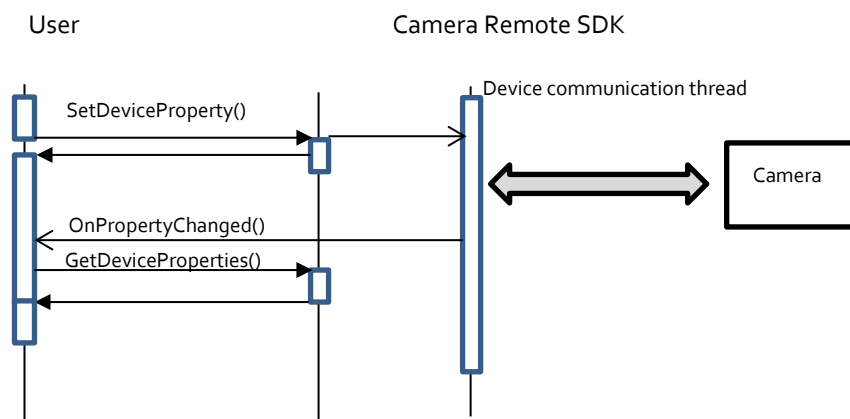 User
Camera Remote SDK
Device communication thread
SetDeviceProperty()
Camera
OnPropertyChanged()
GetDeviceProperties()